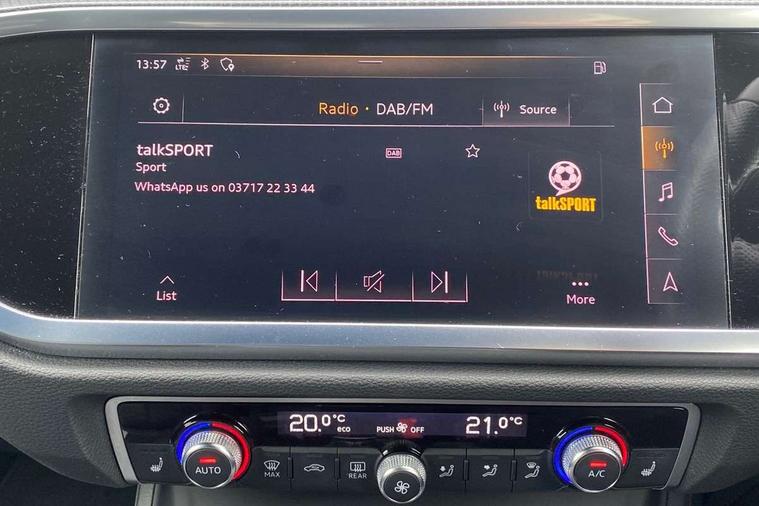 13:57 LTE
Radio • DAB/FM Source
talkSPORT DAB
Sport
WhatsApp us on 03717 22 33 44
talkSPORT
List
More
20.0°C eco PUSH OFF 21.0°C
AUTO MAX REAR A/C